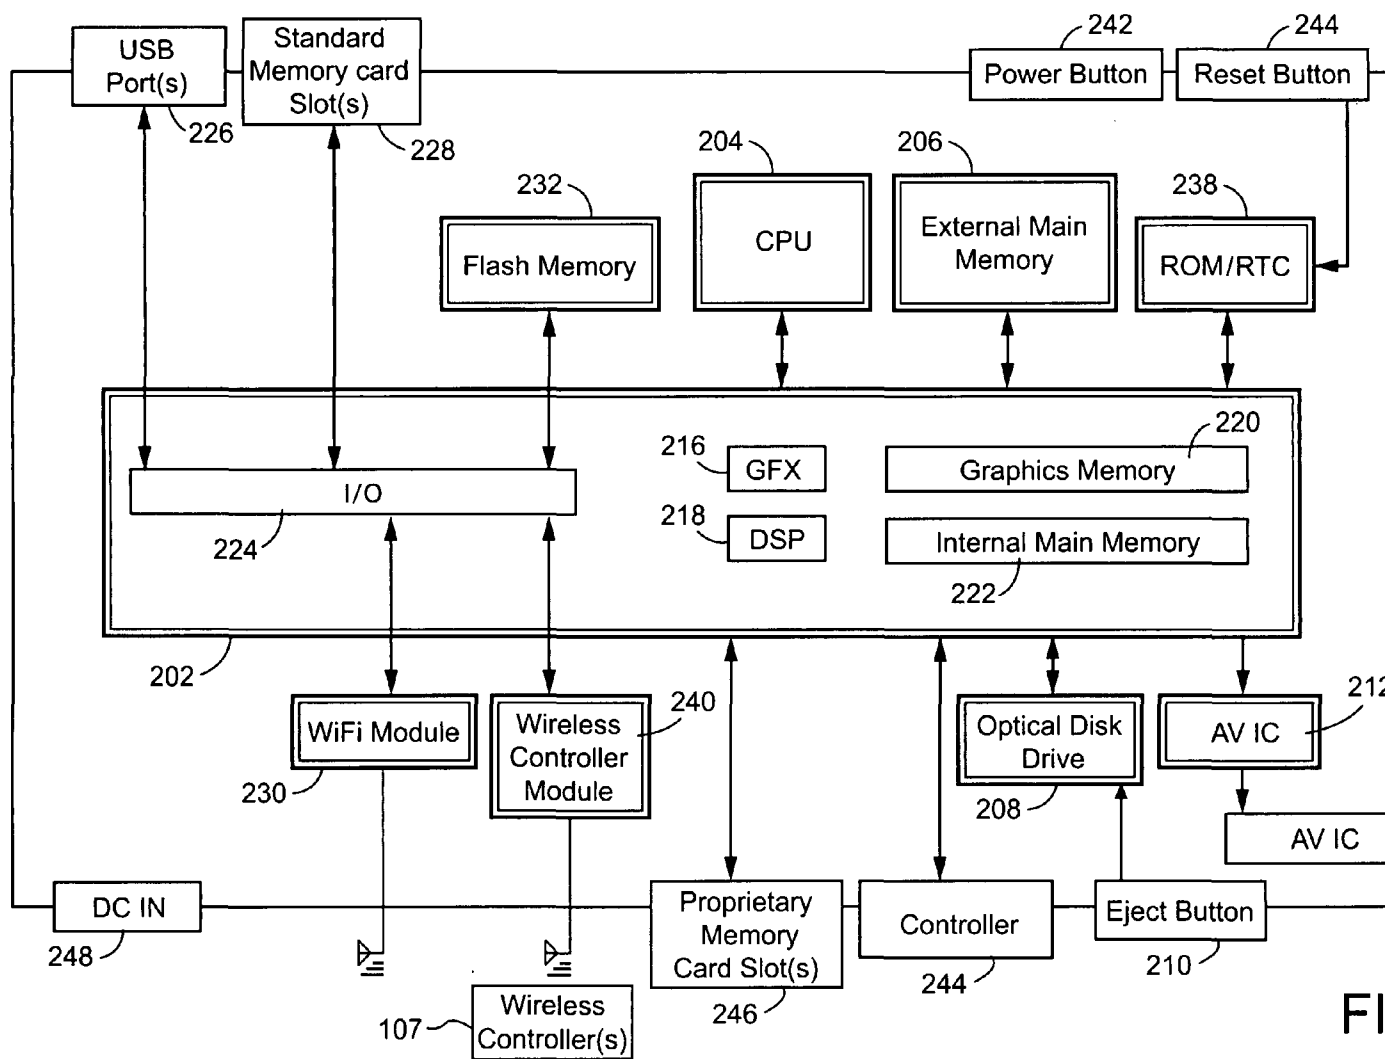 USB
Port(s)
226
Standard
Memory card
Slot(s)
228
242
Power Button
244
Reset Button
232
Flash Memory
204
CPU
206
External Main
Memory
238
ROM/RTC
I/O
224
216
GFX
218
DSP
220
Graphics Memory
Internal Main Memory
222
202
WiFi Module
230
Wireless
Controller
Module
240
Optical Disk
Drive
208
AV IC
212
AV IC
DC IN
248
Proprietary
Memory
Card Slot(s)
246
Controller
244
Eject Button
210
107
Wireless
Controller(s)
FI